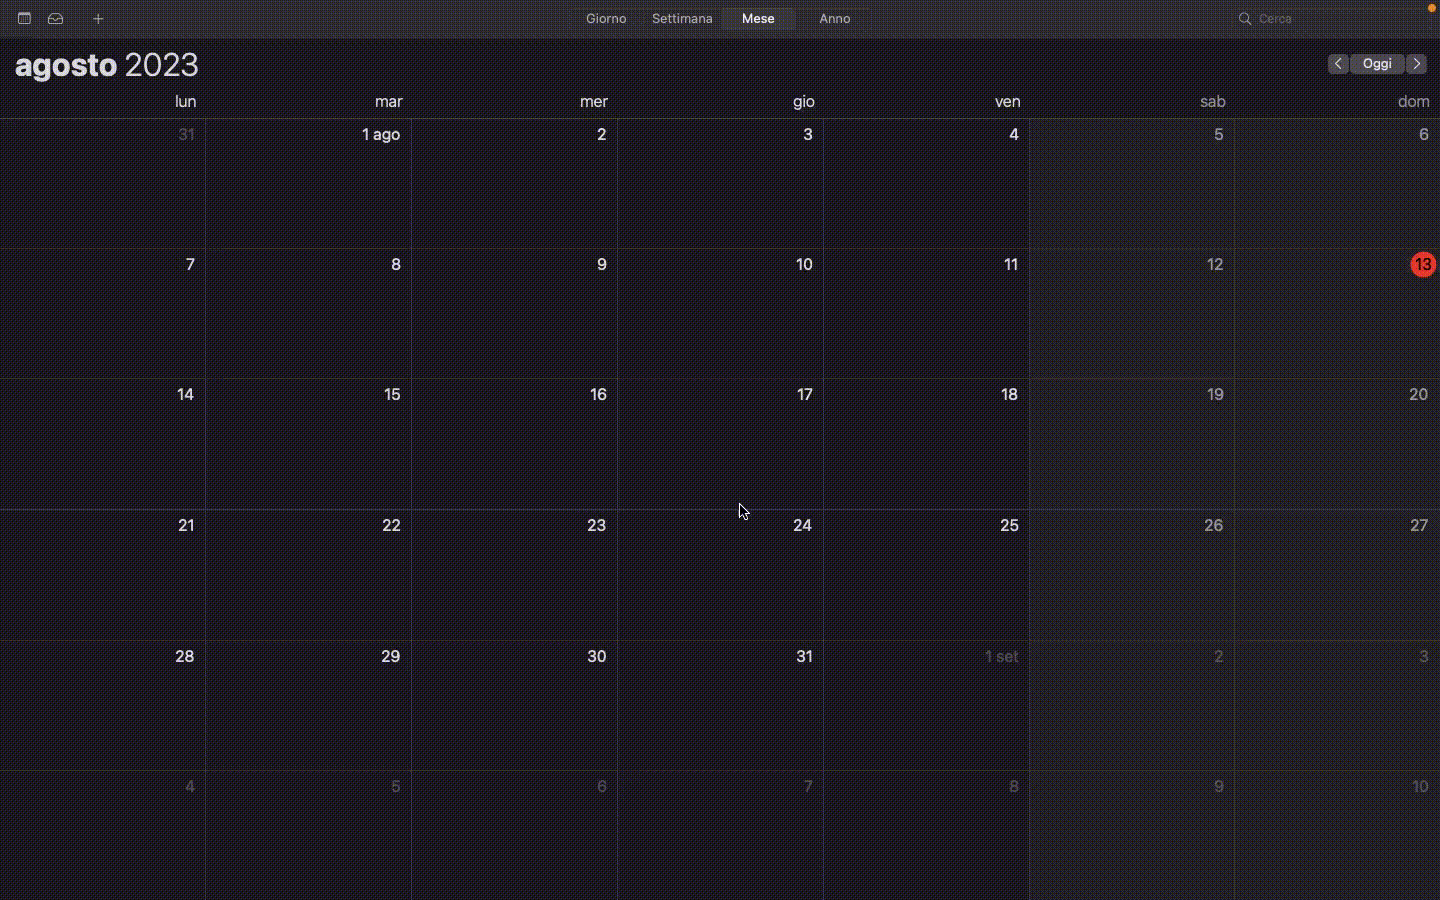 Giorno Settimana Mese Anno Cerca
agosto 2023 Oggi
lun mar mer gio ven sab dom
31 1 ago 2 3 4 5 6
7 8 9 10 11 12 13
14 15 16 17 18 19 20
21 22 23 24 25 26 27
28 29 30 31 1 set 2 3
4 5 6 7 8 9 10